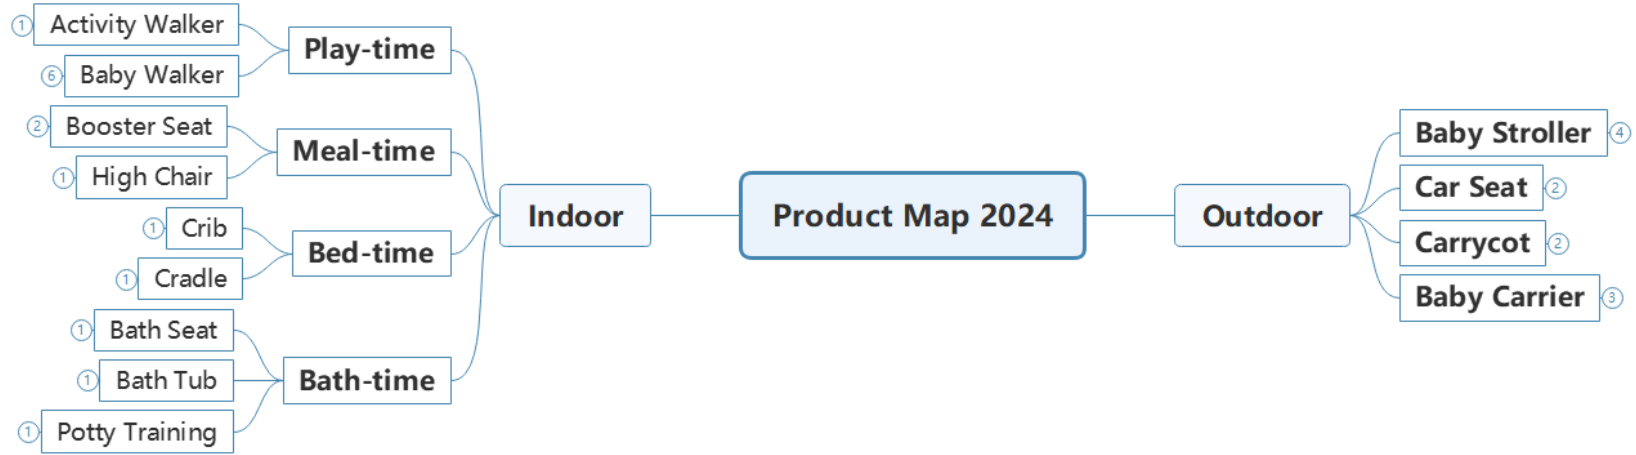 ① Activity Walker
⑥ Baby Walker
Play-time
② Booster Seat
① High Chair
Meal-time
① Crib
① Cradle
Bed-time
① Bath Seat
① Bath Tub
① Potty Training
Bath-time
Indoor
Product Map 2024
Outdoor
Baby Stroller ④
Car Seat ②
Carrycot ②
Baby Carrier ③